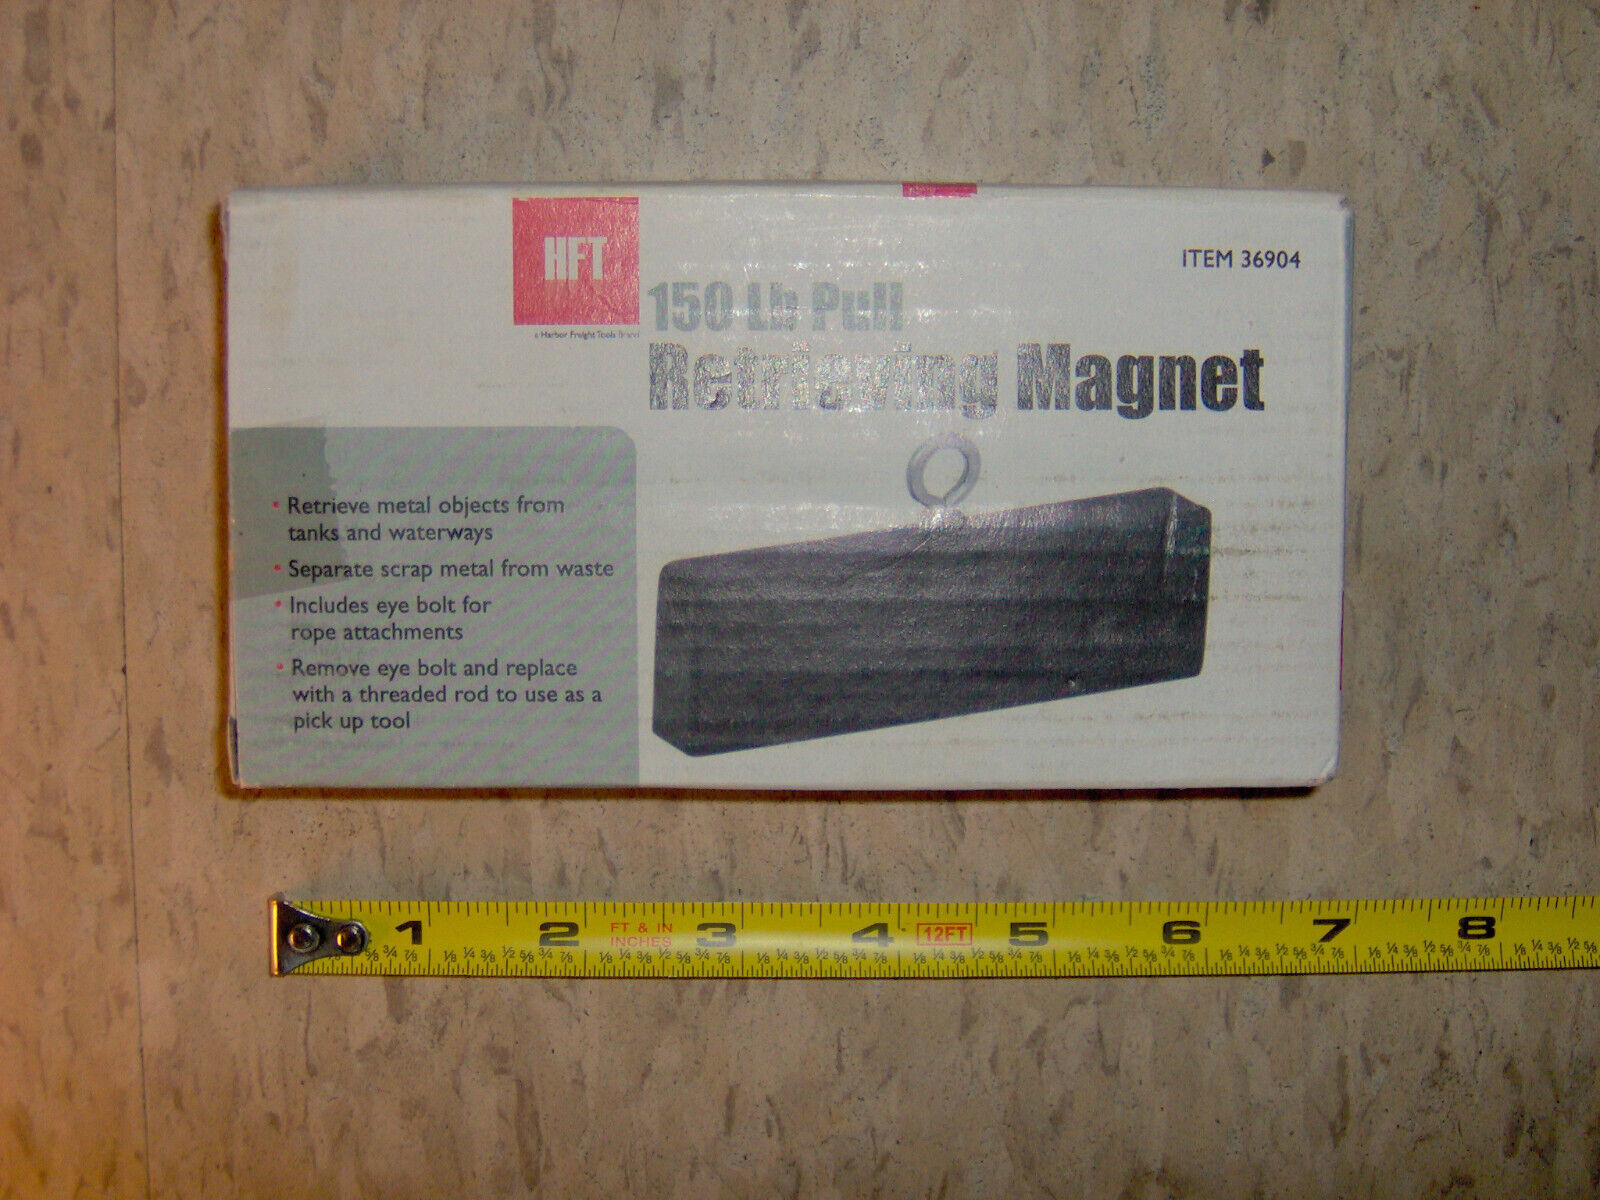 HFT
a Harbor Freight Tools Brand
ITEM 36904
150 Lb Pull
Retrieving Magnet
• Retrieve metal objects from
tanks and waterways
• Separate scrap metal from waste
• Includes eye bolt for
rope attachments
• Remove eye bolt and replace
with a threaded rod to use as a
pick up tool
1 2 FT & IN 3 4 12FT 5 6 7 8
INCHES